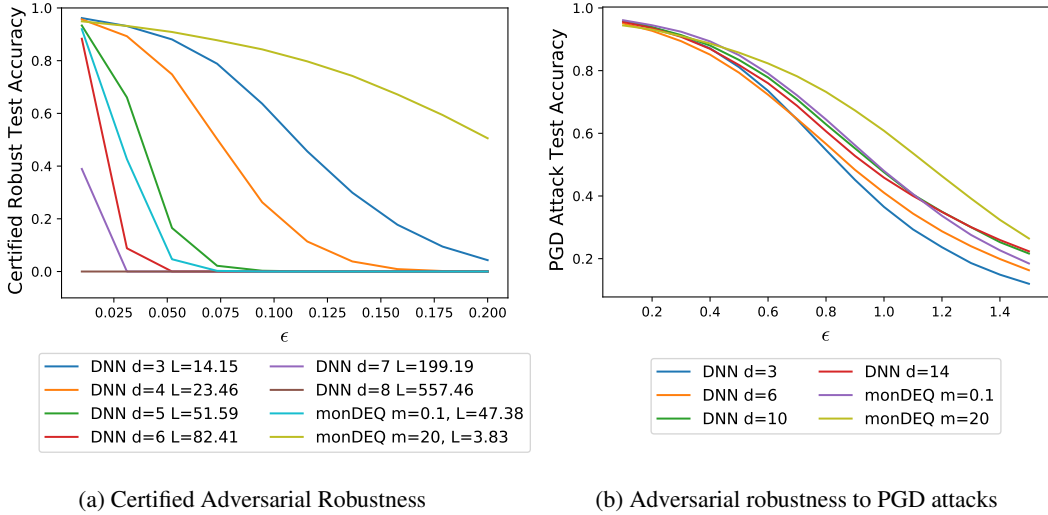 Certified Robust Test Accuracy
1.0
0.8
0.6
0.4
0.2
0.0
0.025 0.050 0.075 0.100 0.125 0.150 0.175 0.200
ϵ
DNN d=3 L=14.15
DNN d=4 L=23.46
DNN d=5 L=51.59
DNN d=6 L=82.41
DNN d=7 L=199.19
DNN d=8 L=557.46
monDEQ m=0.1, L=47.38
monDEQ m=20, L=3.83
(a) Certified Adversarial Robustness
PGD Attack Test Accuracy
1.0
0.8
0.6
0.4
0.2
0.2 0.4 0.6 0.8 1.0 1.2 1.4
ϵ
DNN d=3
DNN d=6
DNN d=10
DNN d=14
monDEQ m=0.1
monDEQ m=20
(b) Adversarial robustness to PGD attacks